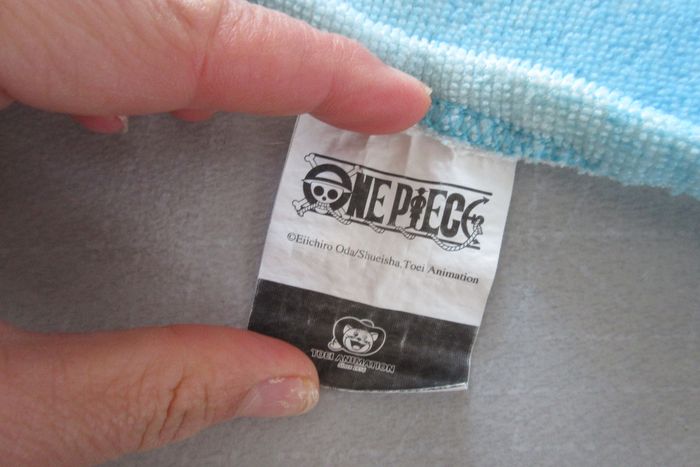 ONE PIECE
©Eiichiro Oda/Shueisha.Toei Animation
TOEI ANIMATION